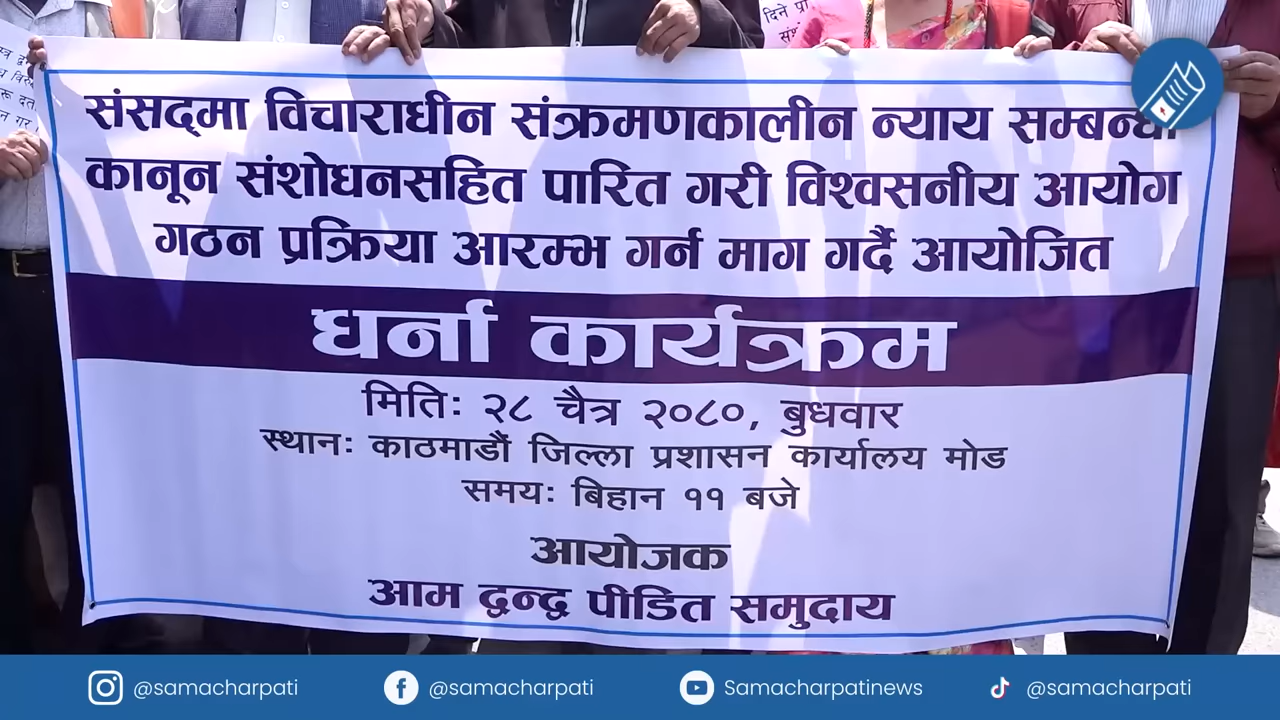 दिने
संसद्‌मा विचाराधीन संक्रमणकालीन न्याय सम्बन्धी
कानून संशोधनसहित पारित गरी विश्वसनीय आयोग
गठन प्रक्रिया आरम्भ गर्न माग गर्दै आयोजित
धर्ना कार्यक्रम
मितिः २८ चैत्र २०८०, बुधवार
स्थानः काठमाडौं जिल्ला प्रशासन कार्यालय मोड
समयः बिहान ११ बजे
आयोजक
आम द्वन्द्व पीडित समुदाय
@samacharpati @samacharpati Samacharpatinews @samacharpati